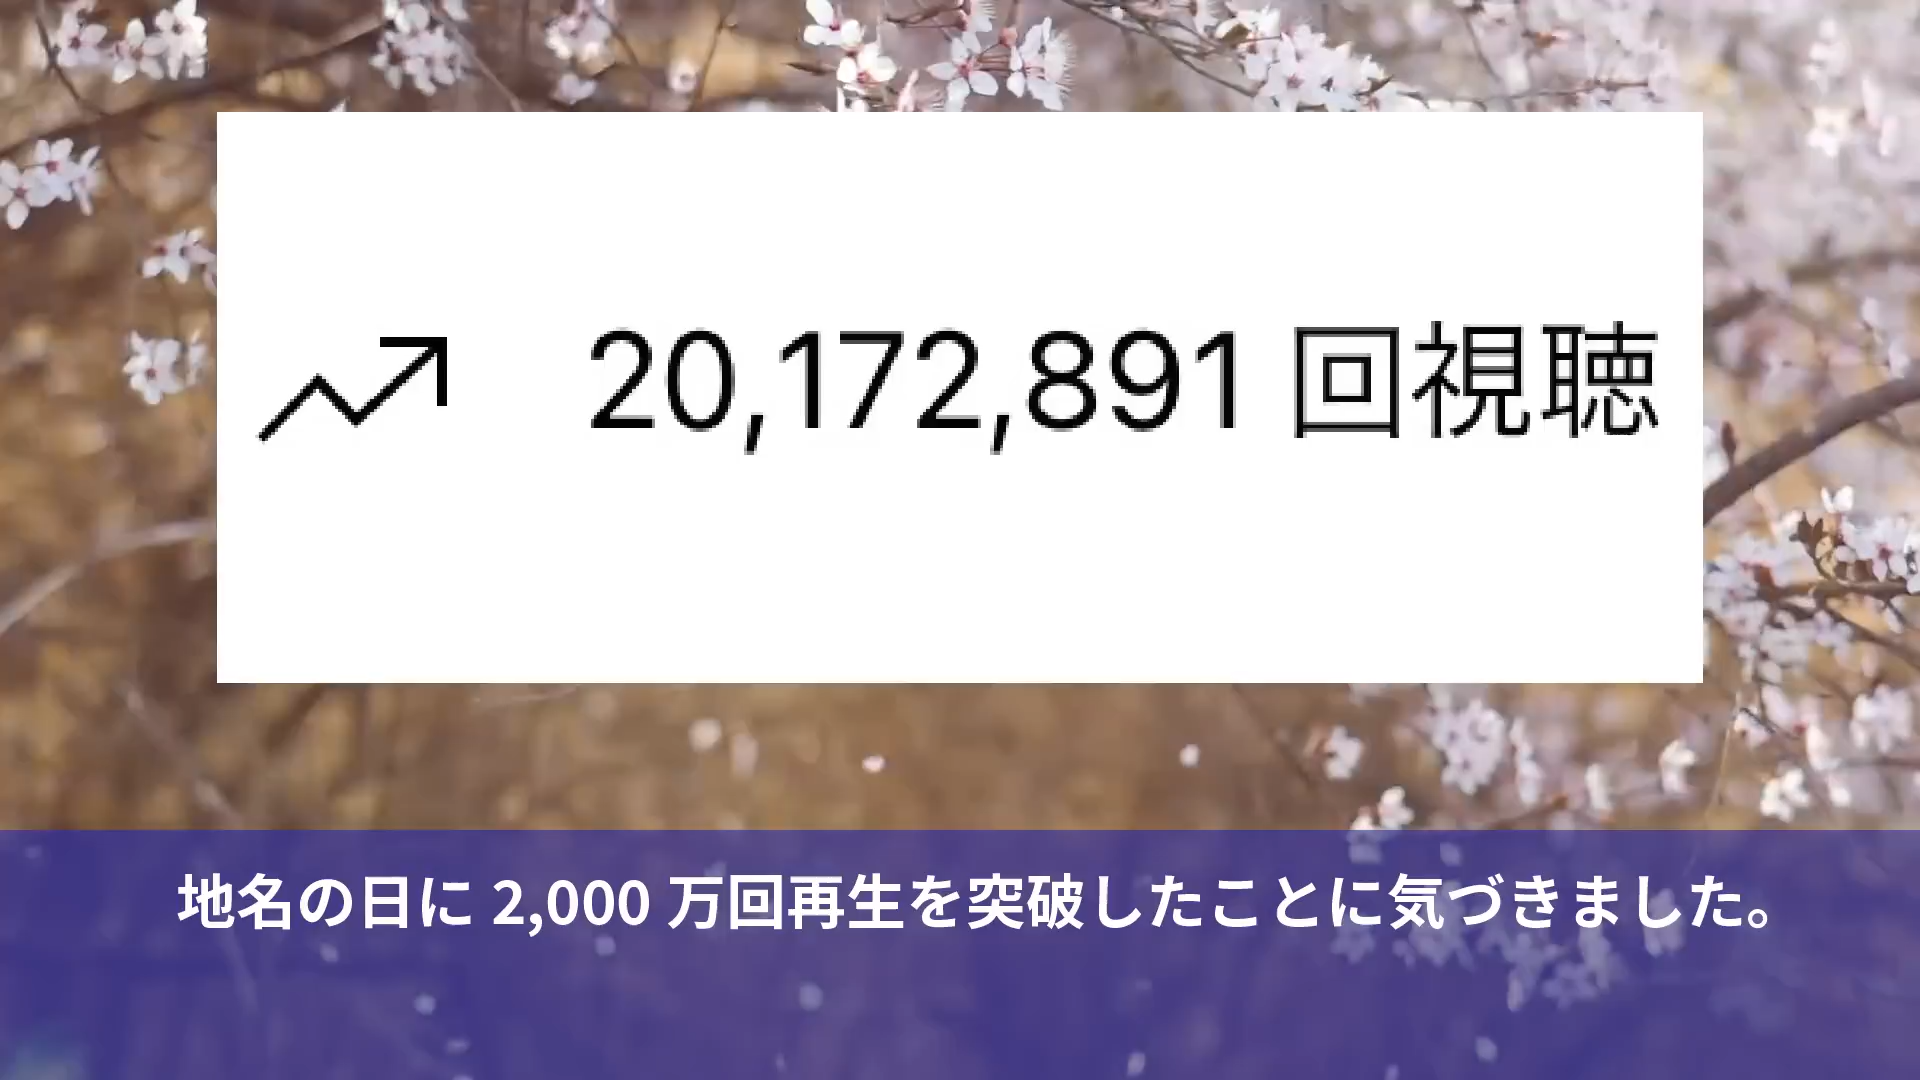 20,172,891 回視聴
地名の日に 2,000 万回再生を突破したことに気づきました。